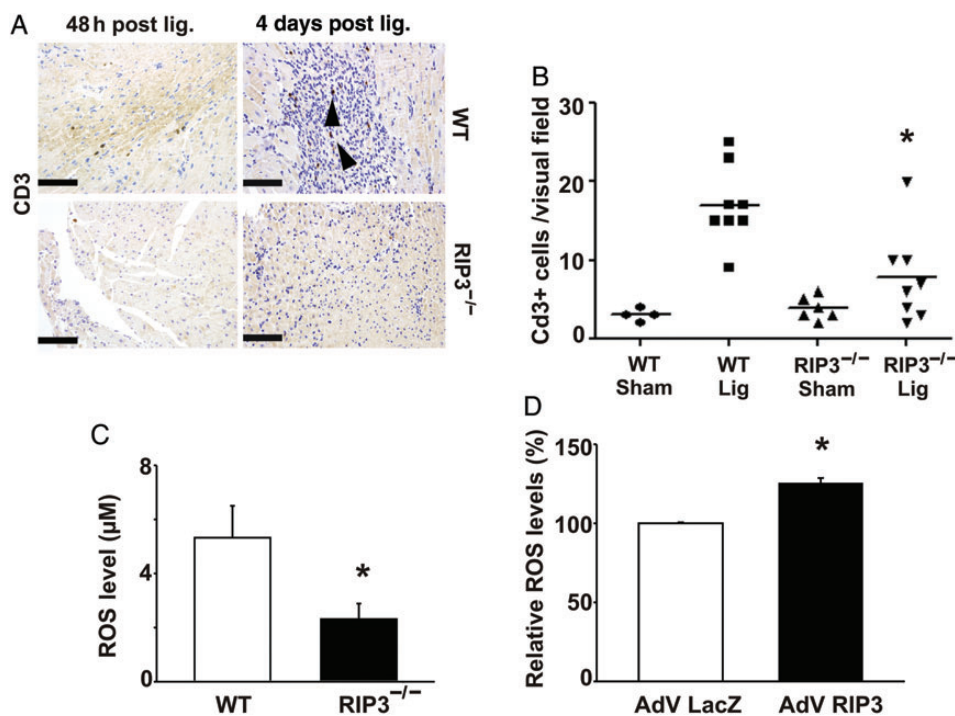 A
48 h post lig.
4 days post lig.
CD3
WT
RIP3−/−
B
Cd3+ cells /visual field
30
20
10
0
*
WT
Sham
WT
Lig
RIP3−/−
Sham
RIP3−/−
Lig
C
ROS level (µM)
8
4
0
*
WT
RIP3−/−
D
Relative ROS levels (%)
150
100
50
0
*
AdV LacZ
AdV RIP3